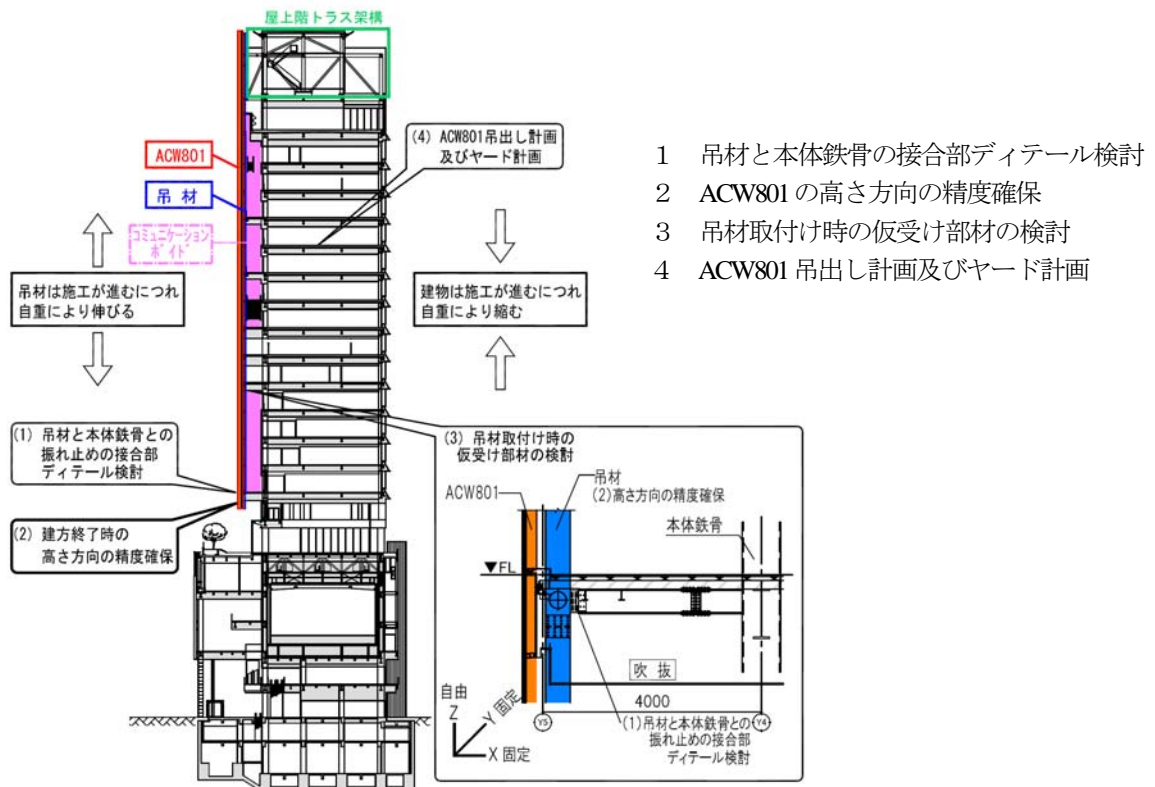 屋上階トラス架構
(4) ACW801吊出し計画
及びヤード計画
ACW801
吊 材
コミュニケーション
ボイド
吊材は施工が進むにつれ
自重により伸びる
建物は施工が進むにつれ
自重により縮む
(1) 吊材と本体鉄骨との
振れ止めの接合部
ディテール検討
(2) 建方終了時の
高さ方向の精度確保
(3) 吊材取付け時の
仮受け部材の検討
ACW801
吊材
(2)高さ方向の精度確保
本体鉄骨
▼FL
吹 抜
4000
自由
Z
Y 固定
X 固定
Y5
Y4
(1)吊材と本体鉄骨との
振れ止めの接合部
ディテール検討
1 吊材と本体鉄骨の接合部ディテール検討
2 ACW801の高さ方向の精度確保
3 吊材取付け時の仮受け部材の検討
4 ACW801吊出し計画及びヤード計画